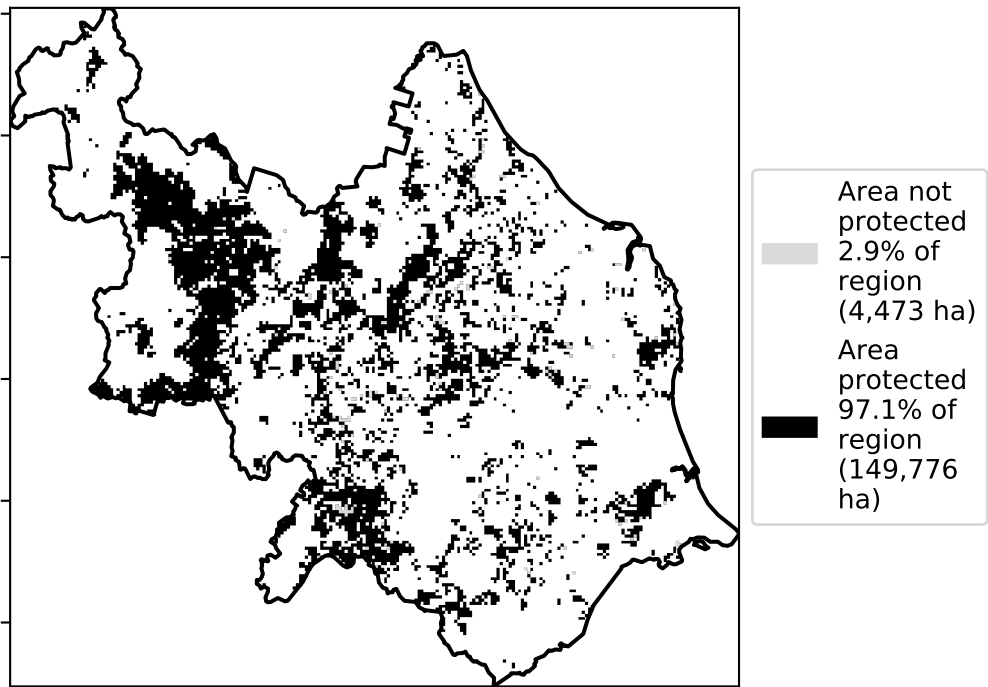 Area not
protected
2.9% of
region
(4,473 ha)
Area
protected
97.1% of
region
(149,776
ha)